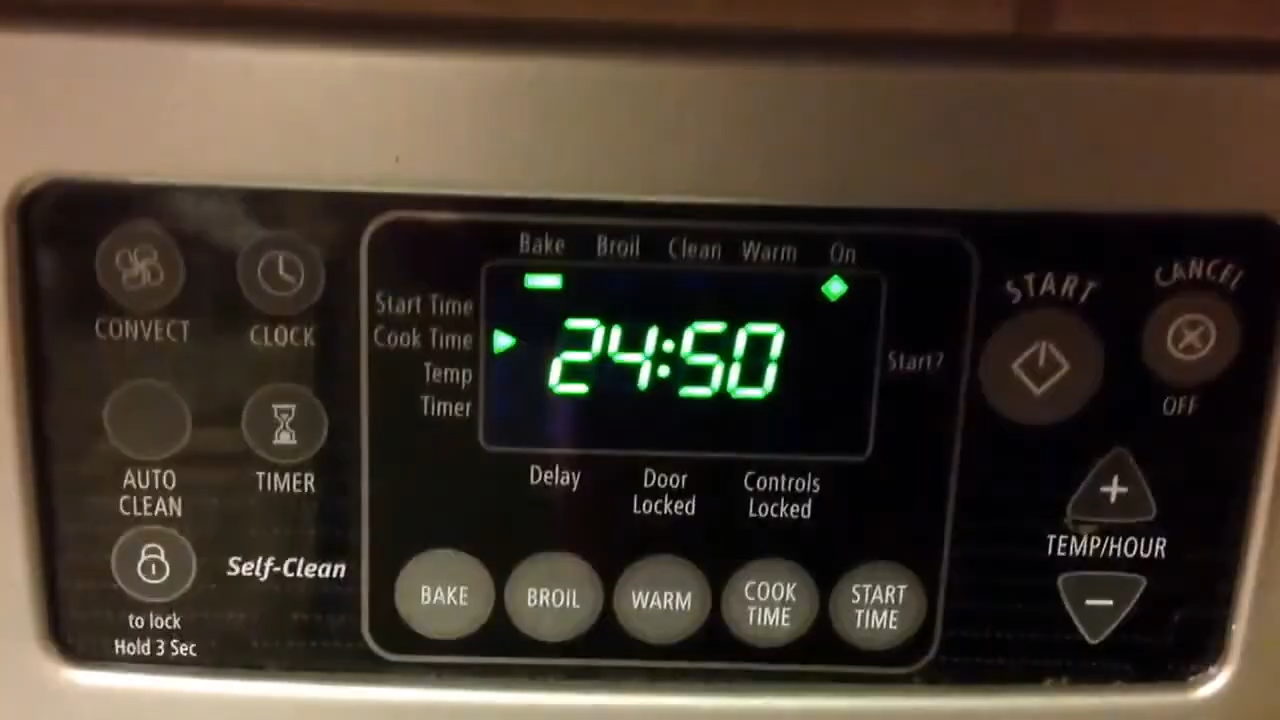 Bake Broil Clean Warm On
Start Time
Cook Time
Temp
Timer
24:50
Start?
Delay
Door
Locked
Controls
Locked
CONVECT
CLOCK
AUTO
CLEAN
TIMER
Self-Clean
to lock
Hold 3 Sec
BAKE
BROIL
WARM
COOK
TIME
START
TIME
START
CANCEL
OFF
+
TEMP/HOUR
−